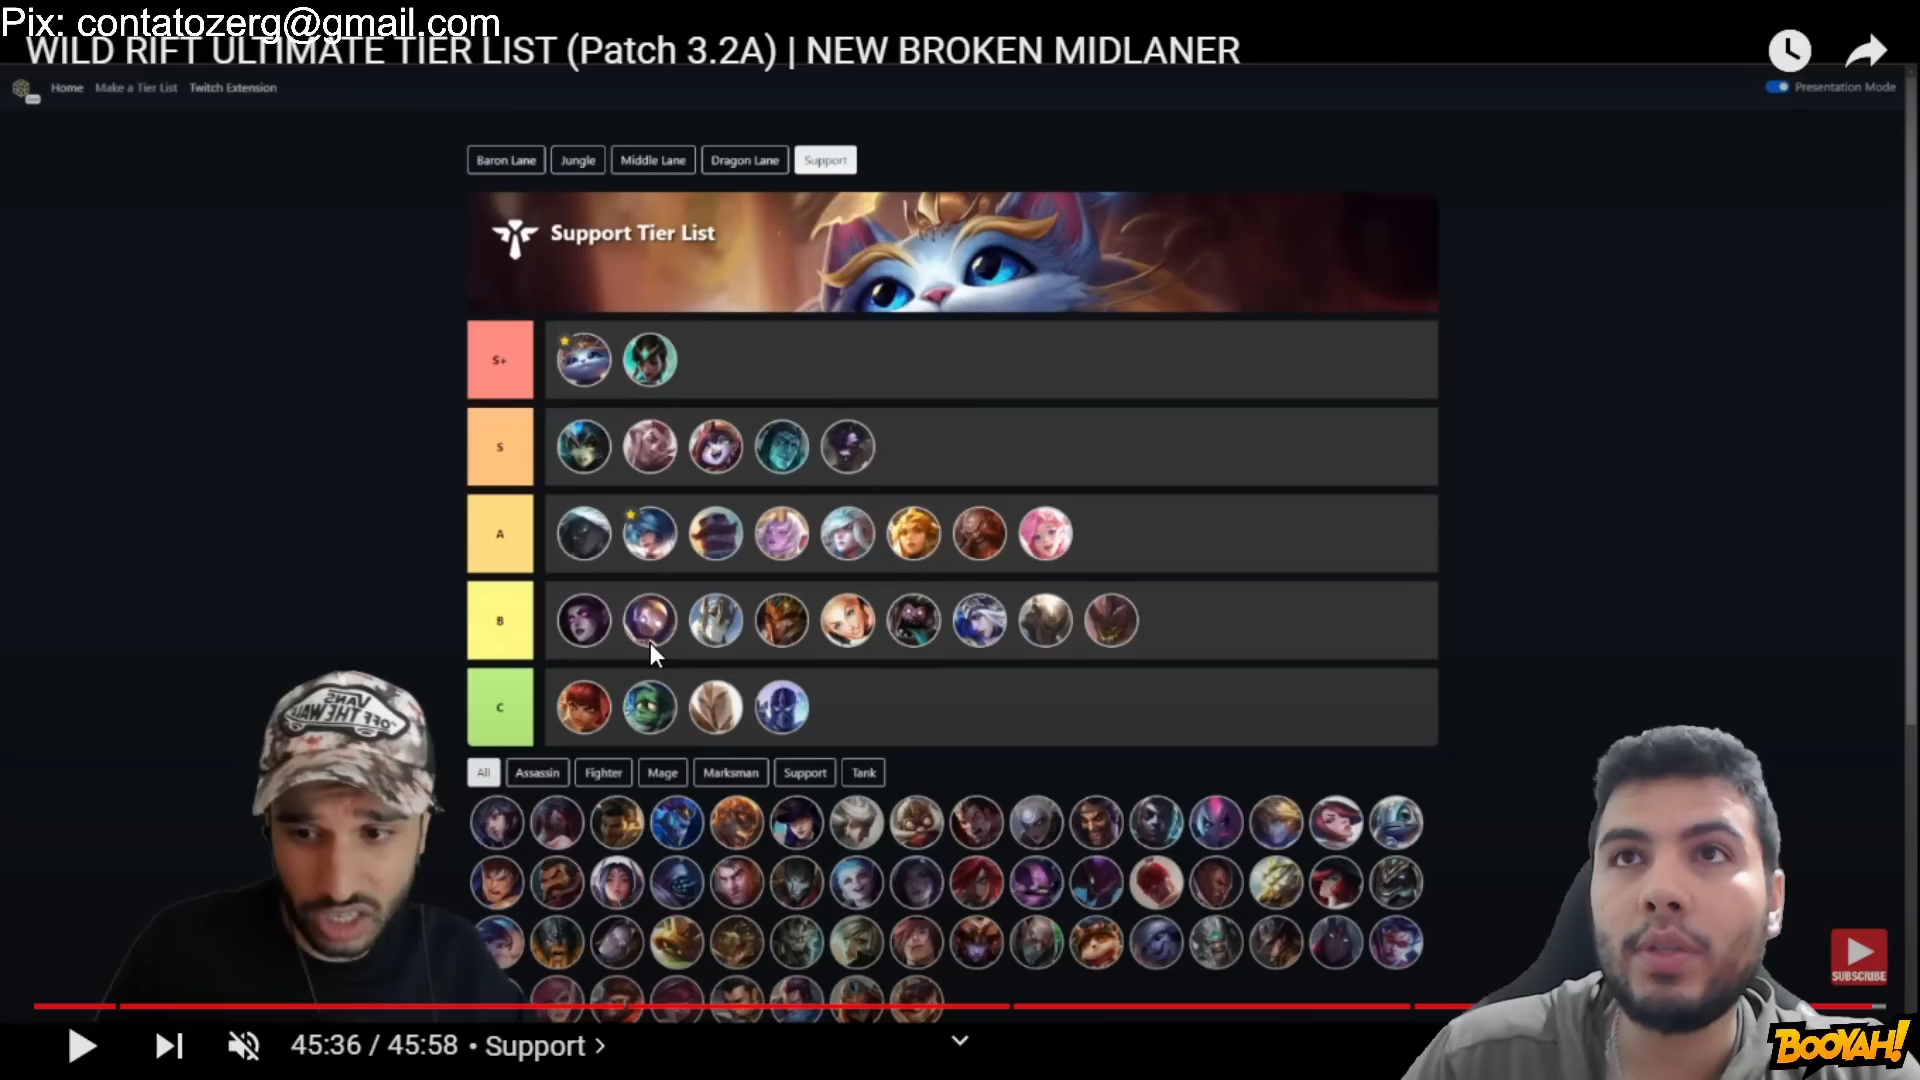 Pix: contatozerg@gmail.com
WILD RIFT ULTIMATE TIER LIST (Patch 3.2A) | NEW BROKEN MIDLANER
Home Make a Tier List Twitch Extension
Presentation Mode
Baron Lane Jungle Middle Lane Dragon Lane Support
Support Tier List
S+
S
A
B
C
VANS
"OFF THE WALL"
All Assassin Fighter Mage Marksman Support Tank
SUBSCRIBE
45:36 / 45:58 • Support >
BOOYAH!